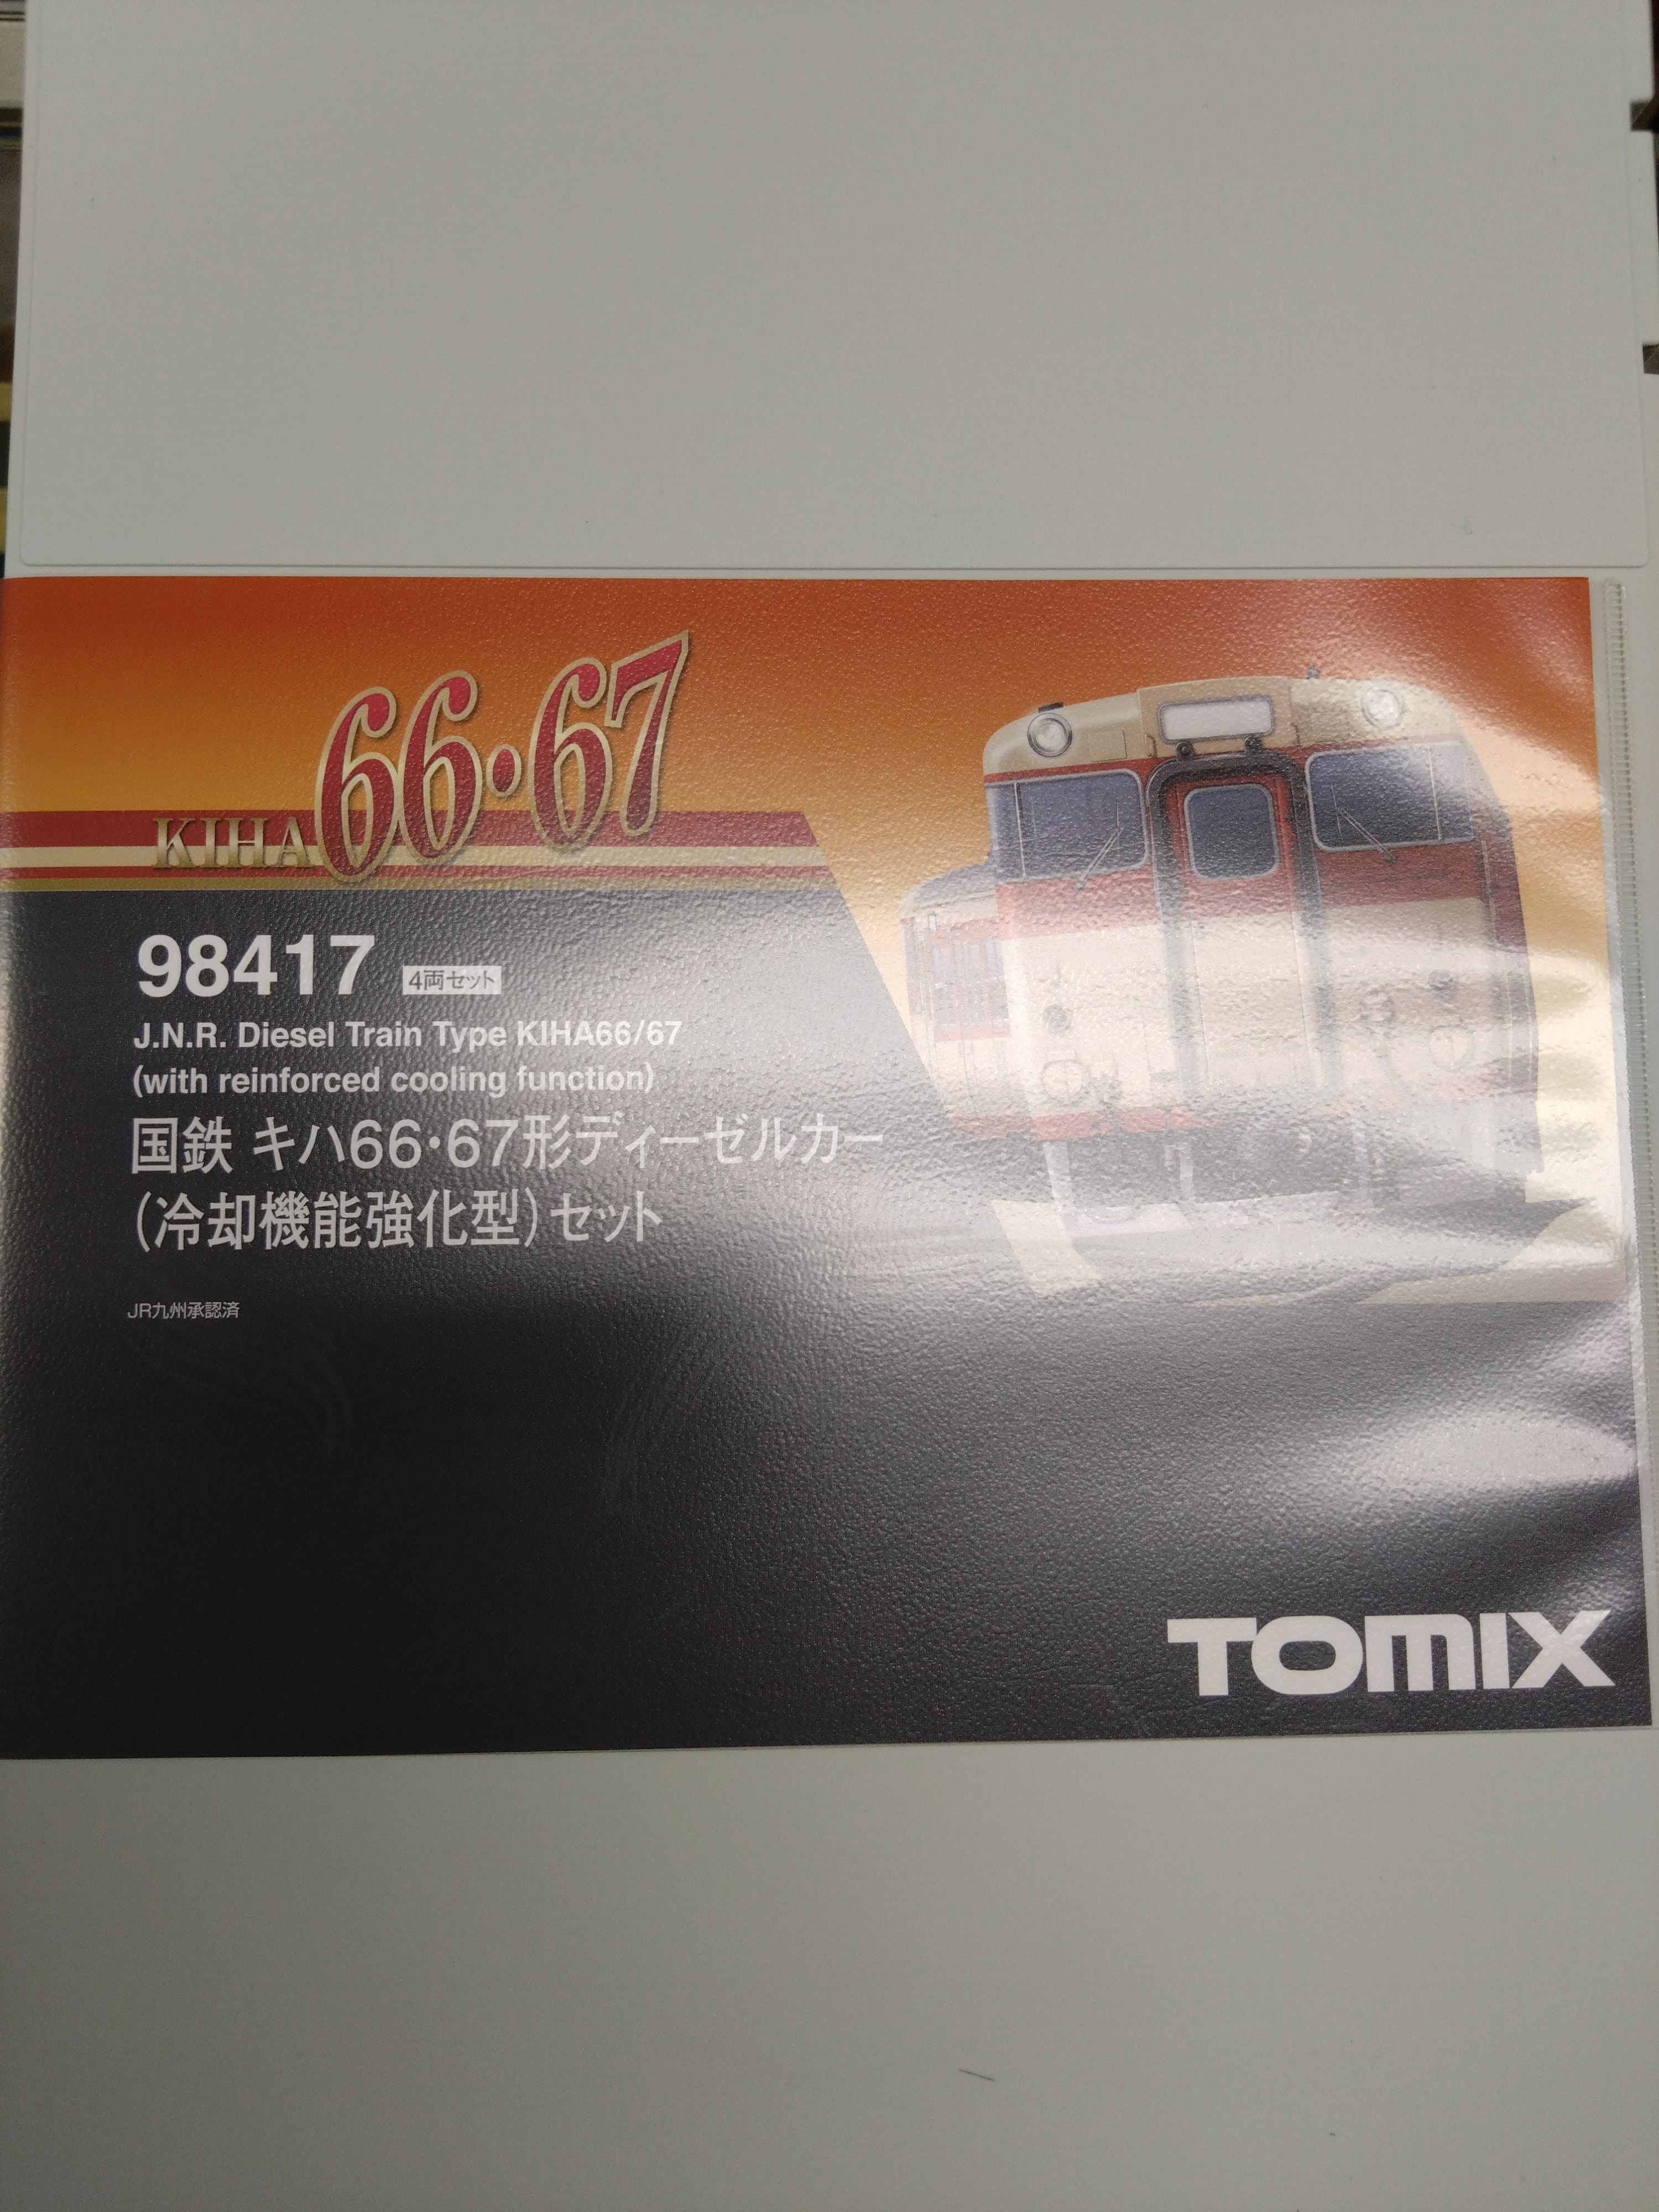 KIHA66・67
98417 4両セット
J.N.R. Diesel Train Type KIHA66/67
(with reinforced cooling function)
国鉄 キハ66・67形ディーゼルカー
(冷却機能強化型)セット
JR九州承認済
TOMIX